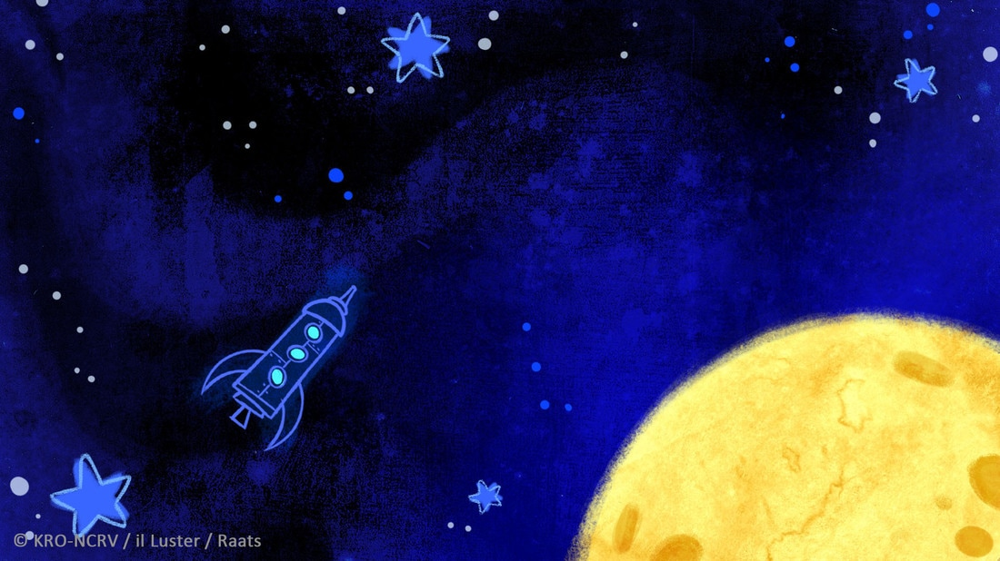 © KRO-NCRV / il Luster / Raats